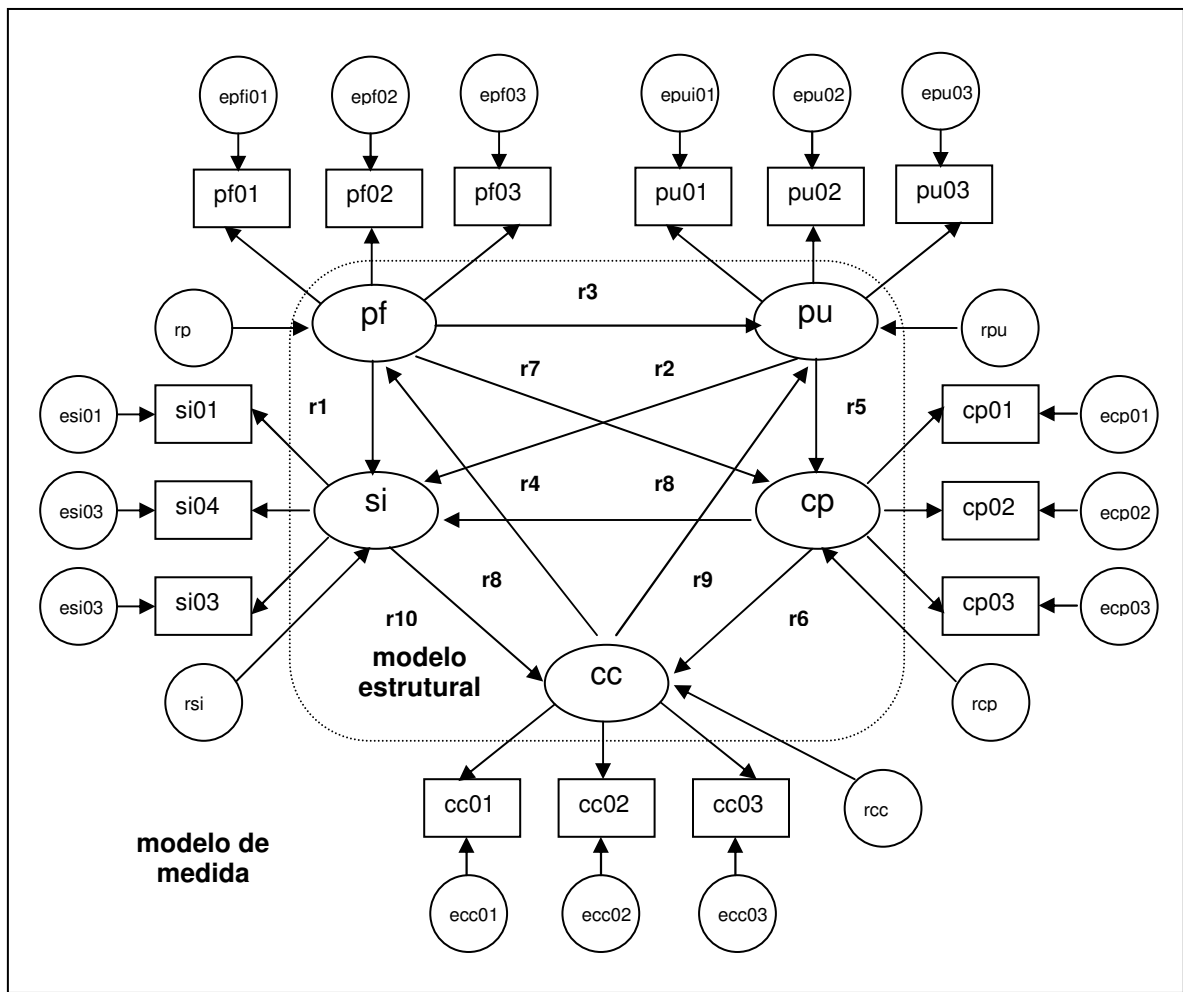 epfi01
epf02
epf03
epui01
epu02
epu03
pf01
pf02
pf03
pu01
pu02
pu03
r3
pf
pu
rp
rpu
r7
r2
r1
r5
esi01
si01
cp01
ecp01
si
cp
r4
r8
esi03
si04
cp02
ecp02
r8
r9
esi03
si03
cp03
ecp03
r10
r6
modelo
estrutural
cc
rsi
rcp
cc01
cc02
cc03
rcc
modelo de
medida
ecc01
ecc02
ecc03